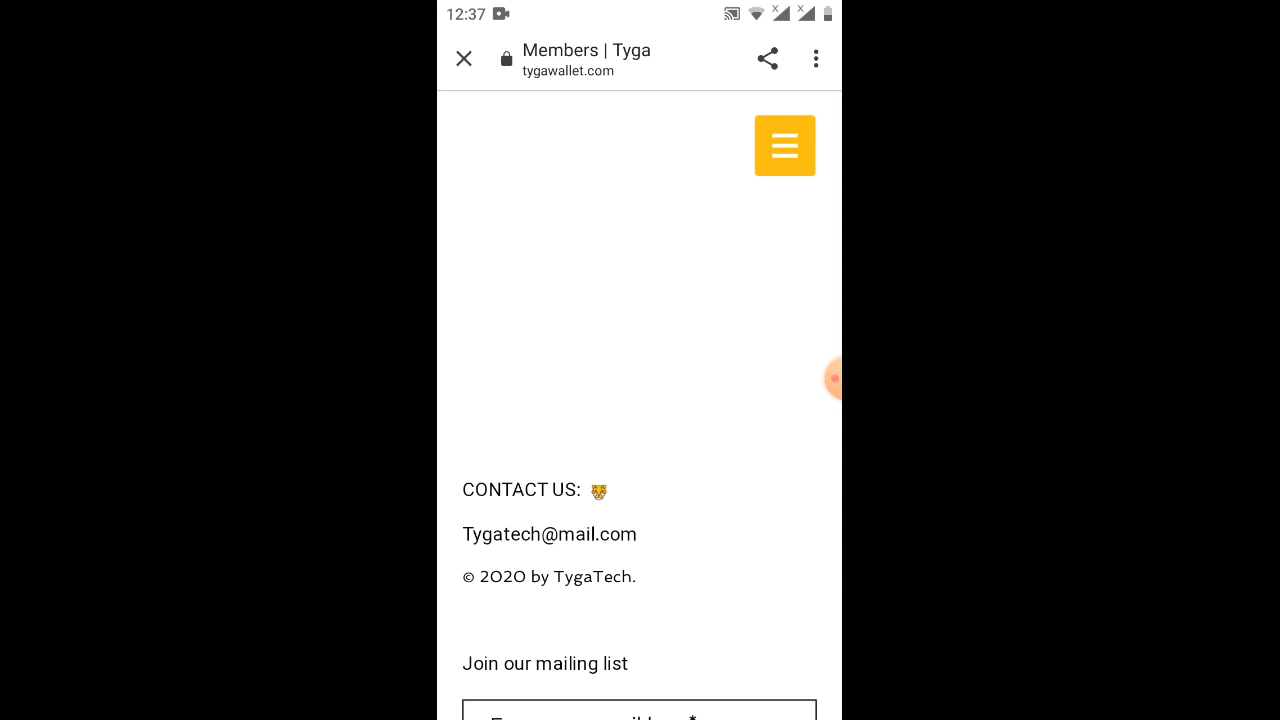 12:37
Members | Tyga
tygawallet.com
CONTACT US:
Tygatech@mail.com
© 2020 by TygaTech.
Join our mailing list